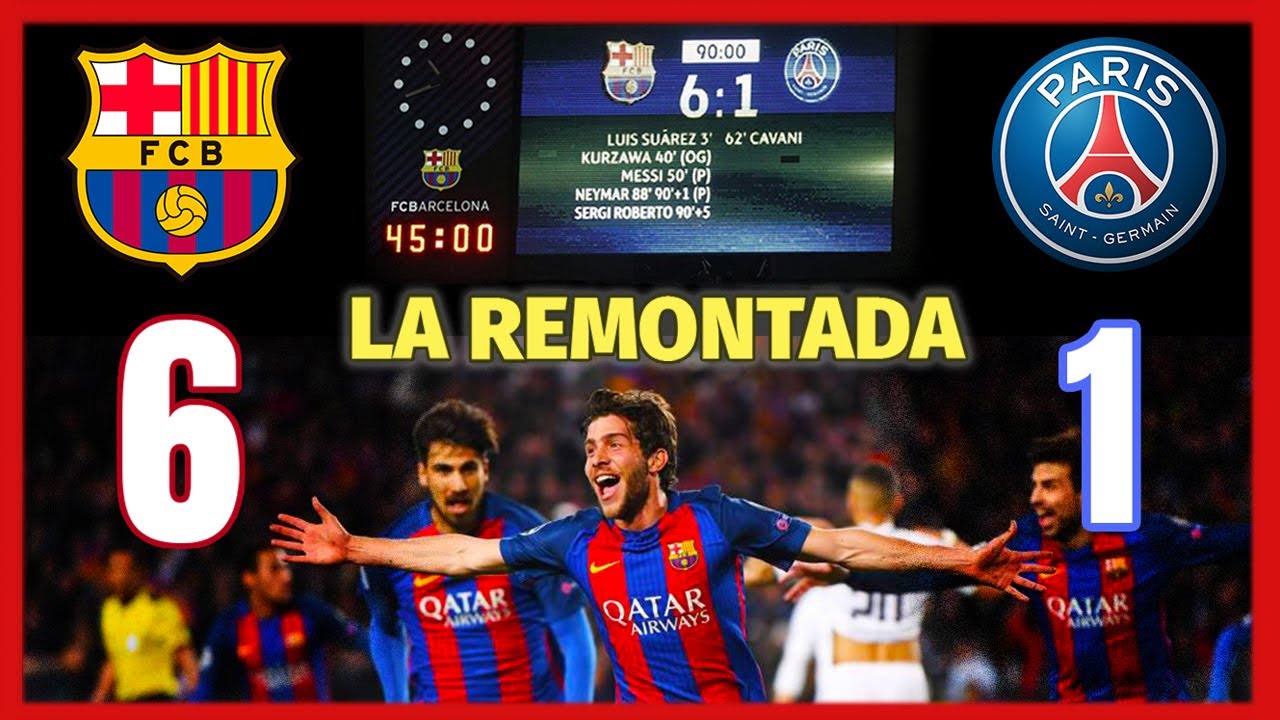 FCB
90:00
FCB
PARIS
6:1
LUIS SUÁREZ 3' 62' CAVANI
KURZAWA 40' (OG)
MESSI 50' (P)
NEYMAR 88' 90'+1 (P)
SERGI ROBERTO 90'+5
FCBARCELONA
45:00
PARIS
SAINT-GERMAIN
LA REMONTADA
6
1
QATAR
AIRWAYS
QATAR
AIRWAYS
QATAR
AIRWAYS